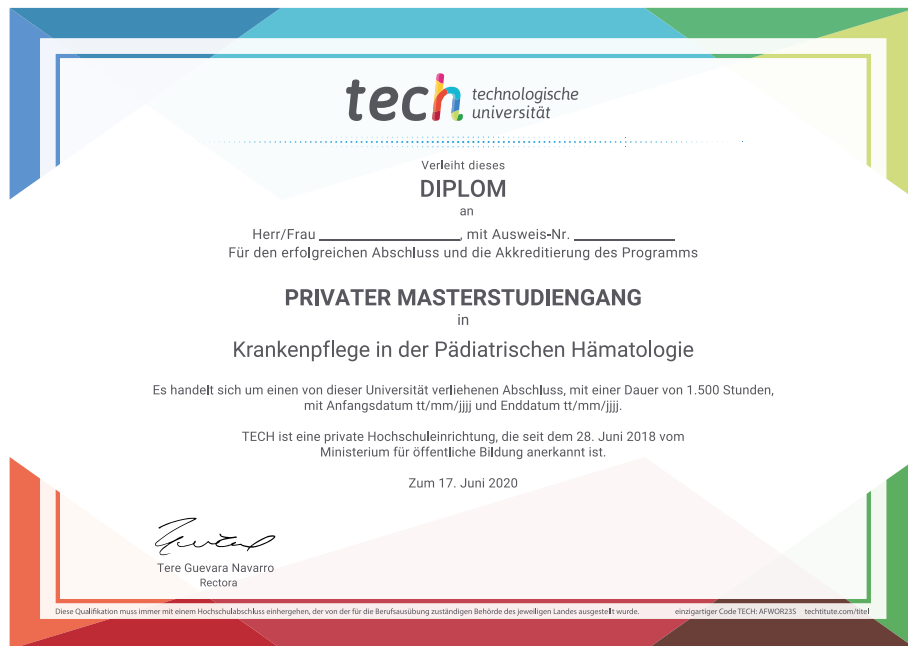 tech technologische
universität
Verleiht dieses
DIPLOM
an
Herr/Frau ____________________, mit Ausweis-Nr. ______________
Für den erfolgreichen Abschluss und die Akkreditierung des Programms
PRIVATER MASTERSTUDIENGANG
in
Krankenpflege in der Pädiatrischen Hämatologie
Es handelt sich um einen von dieser Universität verliehenen Abschluss, mit einer Dauer von 1.500 Stunden,
mit Anfangsdatum tt/mm/jjjj und Enddatum tt/mm/jjjj.
TECH ist eine private Hochschuleinrichtung, die seit dem 28. Juni 2018 vom
Ministerium für öffentliche Bildung anerkannt ist.
Zum 17. Juni 2020
Tere Guevara Navarro
Rectora
Diese Qualifikation muss immer mit einem Hochschulabschluss einhergehen, der von der für die Berufsausübung zuständigen Behörde des jeweiligen Landes ausgestellt wurde. einzigartiger Code TECH: AFWOR23S techtitute.com/titel